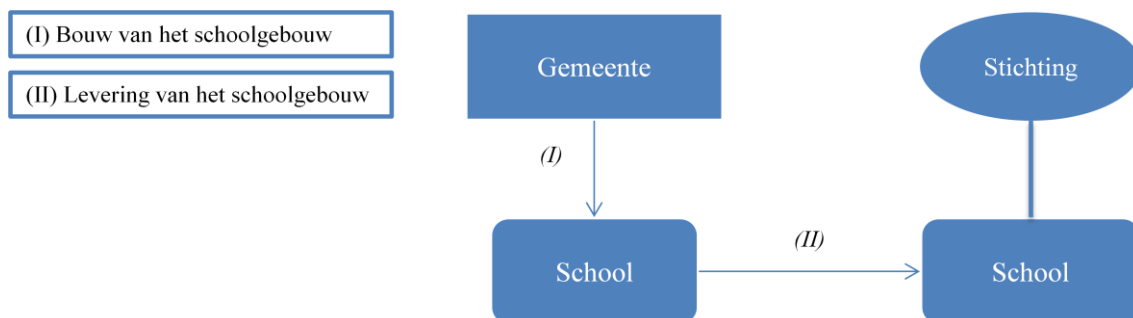 (I) Bouw van het schoolgebouw
(II) Levering van het schoolgebouw
Gemeente
Stichting
(I)
School
(II)
School